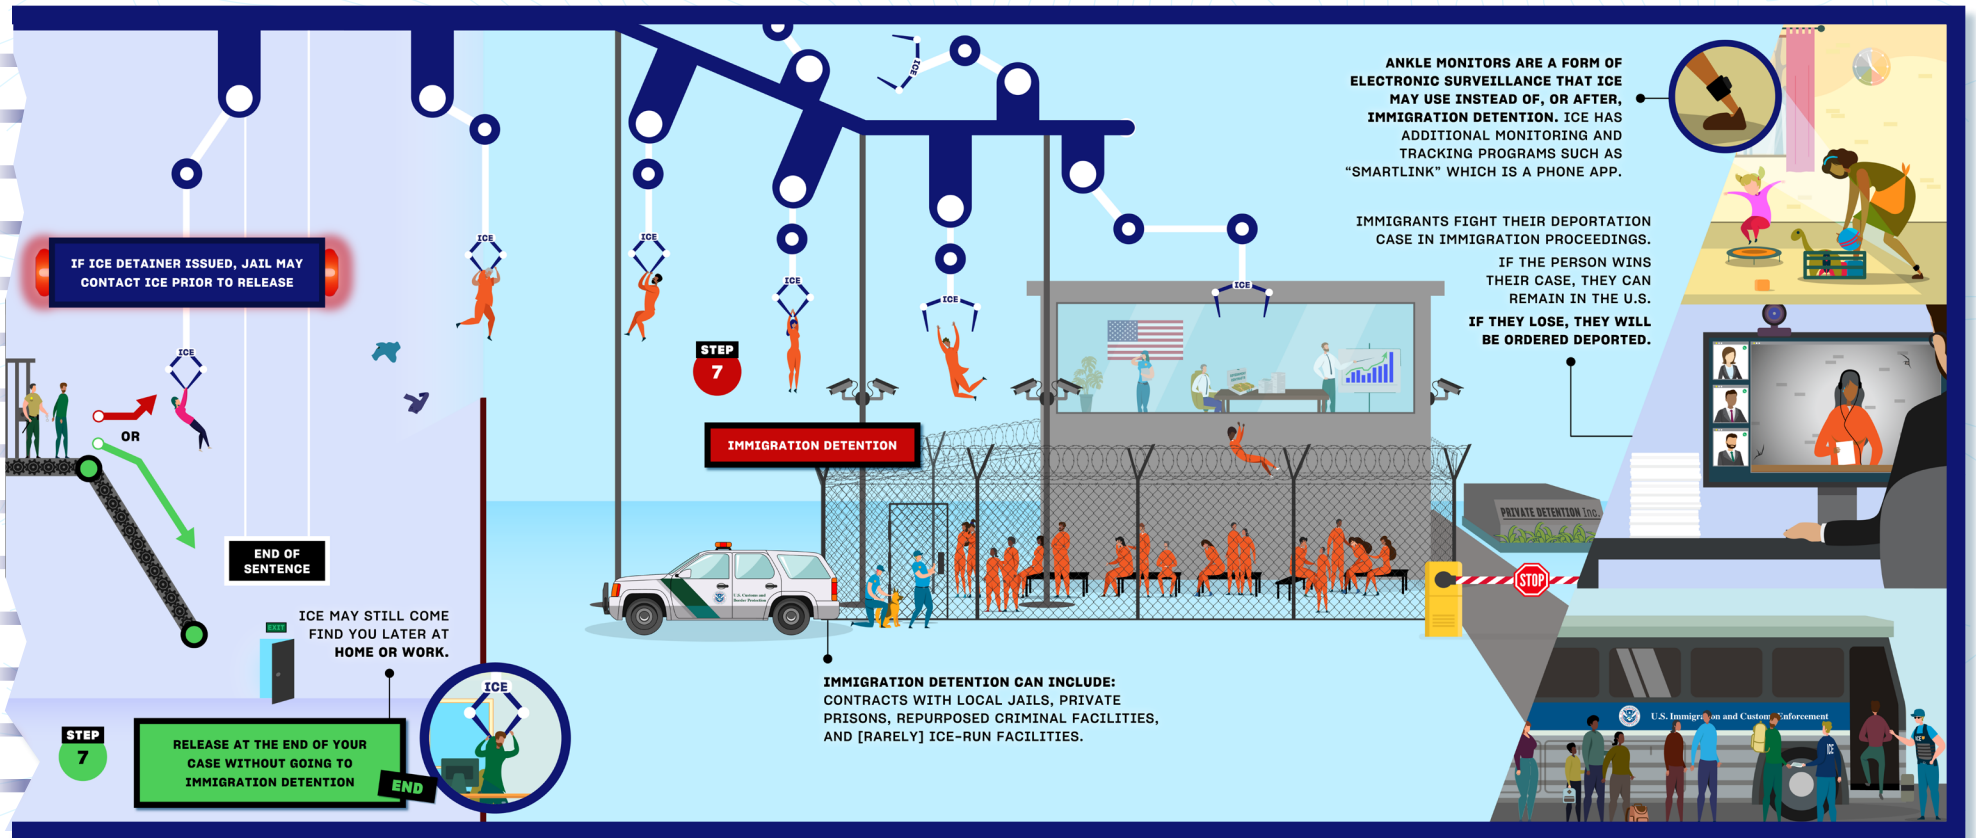 IF ICE DETAINER ISSUED, JAIL MAY
CONTACT ICE PRIOR TO RELEASE
ICE
OR
END OF
SENTENCE
EXIT
ICE MAY STILL COME
FIND YOU LATER AT
HOME OR WORK.
STEP
7
RELEASE AT THE END OF YOUR
CASE WITHOUT GOING TO
IMMIGRATION DETENTION
END
ICE
ICE
ICE
ICE
ICE
ICE
ICE
STEP
7
IMMIGRATION DETENTION
U.S. Customs and
Border Protection
IMMIGRATION DETENTION CAN INCLUDE:
CONTRACTS WITH LOCAL JAILS, PRIVATE
PRISONS, REPURPOSED CRIMINAL FACILITIES,
AND [RARELY] ICE-RUN FACILITIES.
ANKLE MONITORS ARE A FORM OF
ELECTRONIC SURVEILLANCE THAT ICE
MAY USE INSTEAD OF, OR AFTER,
IMMIGRATION DETENTION. ICE HAS
ADDITIONAL MONITORING AND
TRACKING PROGRAMS SUCH AS
“SMARTLINK” WHICH IS A PHONE APP.
IMMIGRANTS FIGHT THEIR DEPORTATION
CASE IN IMMIGRATION PROCEEDINGS.
IF THE PERSON WINS
THEIR CASE, THEY CAN
REMAIN IN THE U.S.
IF THEY LOSE, THEY WILL
BE ORDERED DEPORTED.
PRIVATE DETENTION Inc.
STOP
U.S. Immigration and Customs Enforcement
ICE
ICE